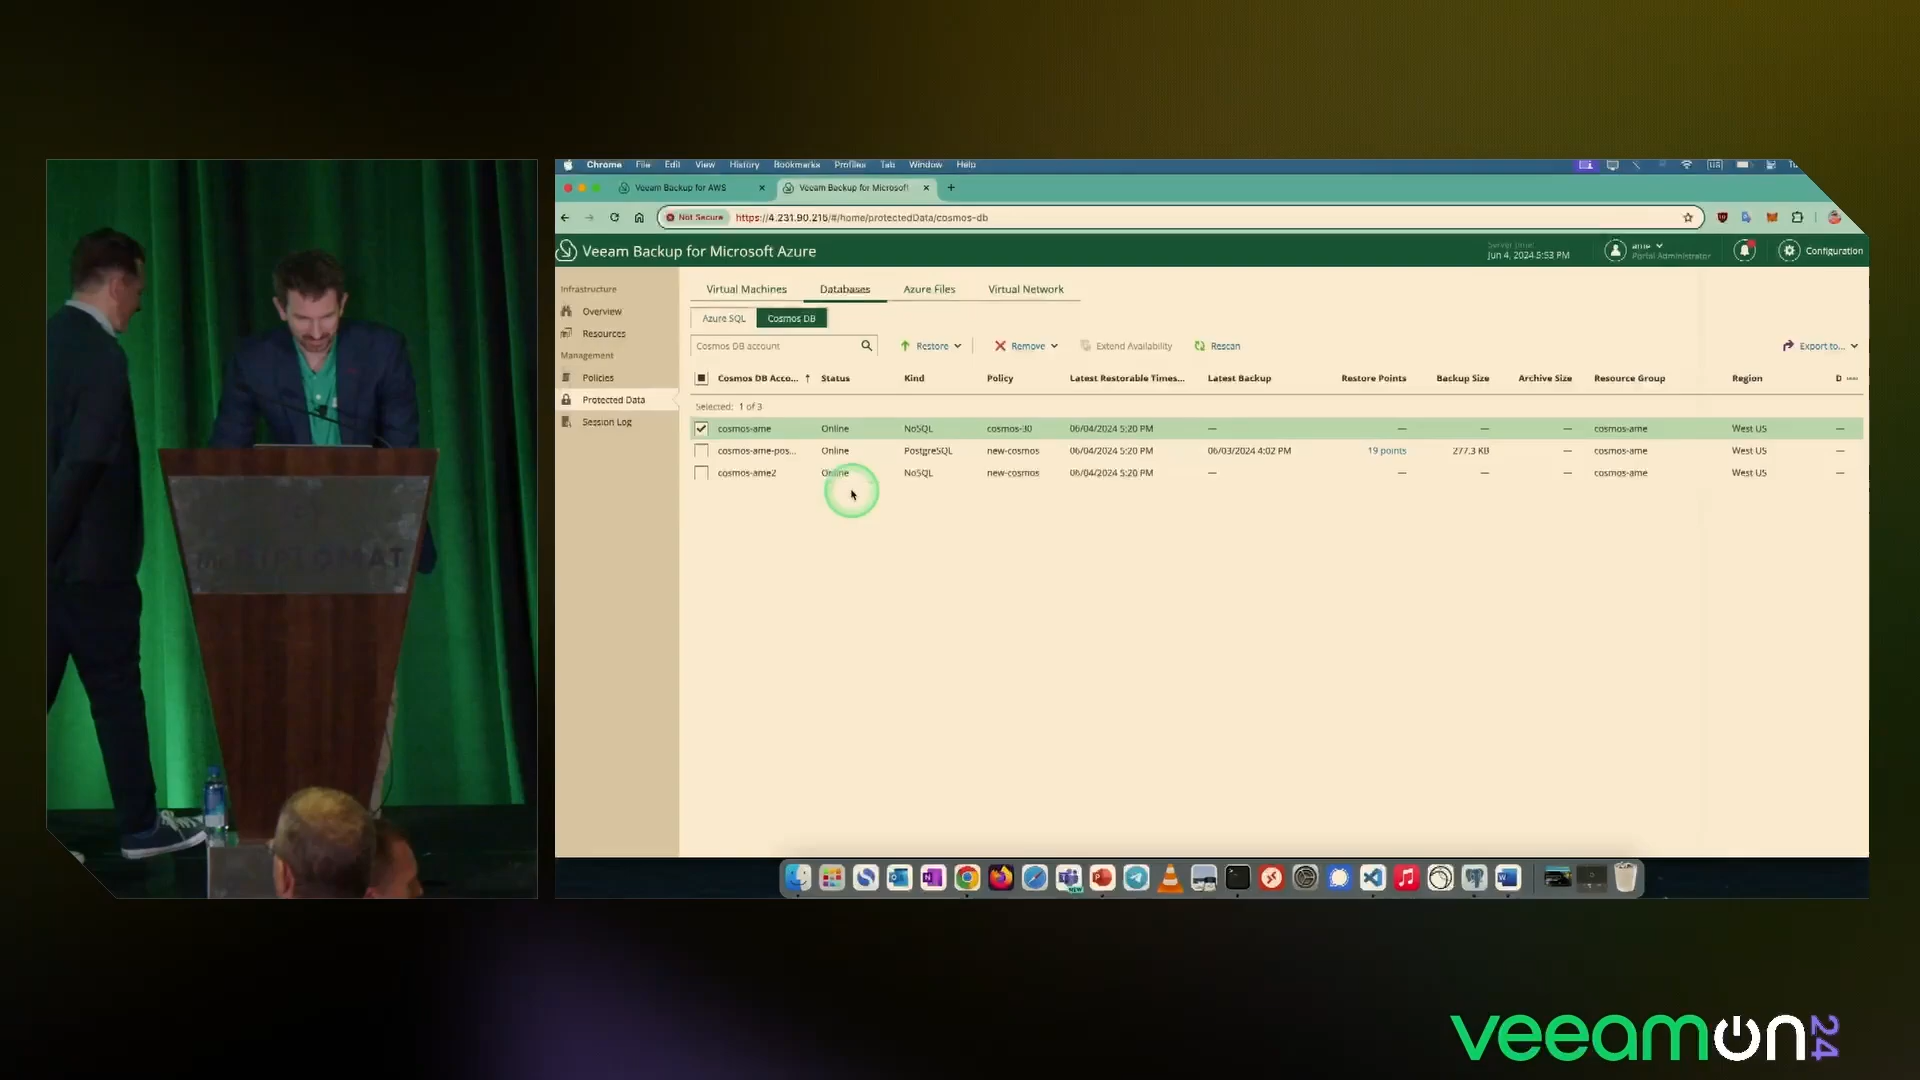 Chrome File Edit View History Bookmarks Profiles Tab Window Help
Veeam Backup for AWS
Veeam Backup for Microsoft
Not Secure https://4.231.90.216/#/home/protectedData/cosmos-db
Veeam Backup for Microsoft Azure
Server time:
Jun 4, 2024 5:53 PM
ame
Portal Administrator
Configuration
Infrastructure
Overview
Resources
Management
Policies
Protected Data
Session Log
Virtual Machines Databases Azure Files Virtual Network
Azure SQL Cosmos DB
Cosmos DB account
Restore Remove Extend Availability Rescan Export to...
Cosmos DB Acco... Status Kind Policy Latest Restorable Times... Latest Backup Restore Points Backup Size Archive Size Resource Group Region D
Selected: 1 of 3
cosmos-ame Online NoSQL cosmos-30 06/04/2024 5:20 PM — — — — cosmos-ame West US —
cosmos-ame-pos... Online PostgreSQL new-cosmos 06/04/2024 5:20 PM 06/03/2024 4:02 PM 19 points 277.3 KB — cosmos-ame West US —
cosmos-ame2 Online NoSQL new-cosmos 06/04/2024 5:20 PM — — — — cosmos-ame West US —
DIPLOMAT
veeamON 24